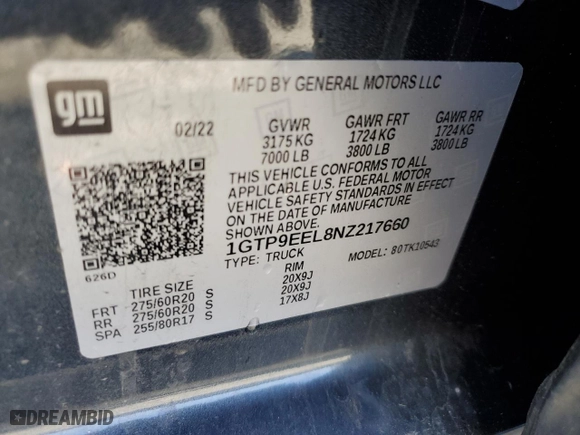 gm
MFD BY GENERAL MOTORS LLC
02/22 GVWR GAWR FRT GAWR RR
3175 KG 1724 KG 1724 KG
7000 LB 3800 LB 3800 LB
THIS VEHICLE CONFORMS TO ALL
APPLICABLE U.S. FEDERAL MOTOR
VEHICLE SAFETY STANDARDS IN EFFECT
ON THE DATE OF MANUFACTURE SHOWN ABOVE.
1GTP9EEL8NZ217660
TYPE: TRUCK MODEL: 80TK10543
626D
TIRE SIZE RIM
FRT 275/60R20 S 20X9J
RR 275/60R20 S 20X9J
SPA 255/80R17 S 17X8J
DREAMBID